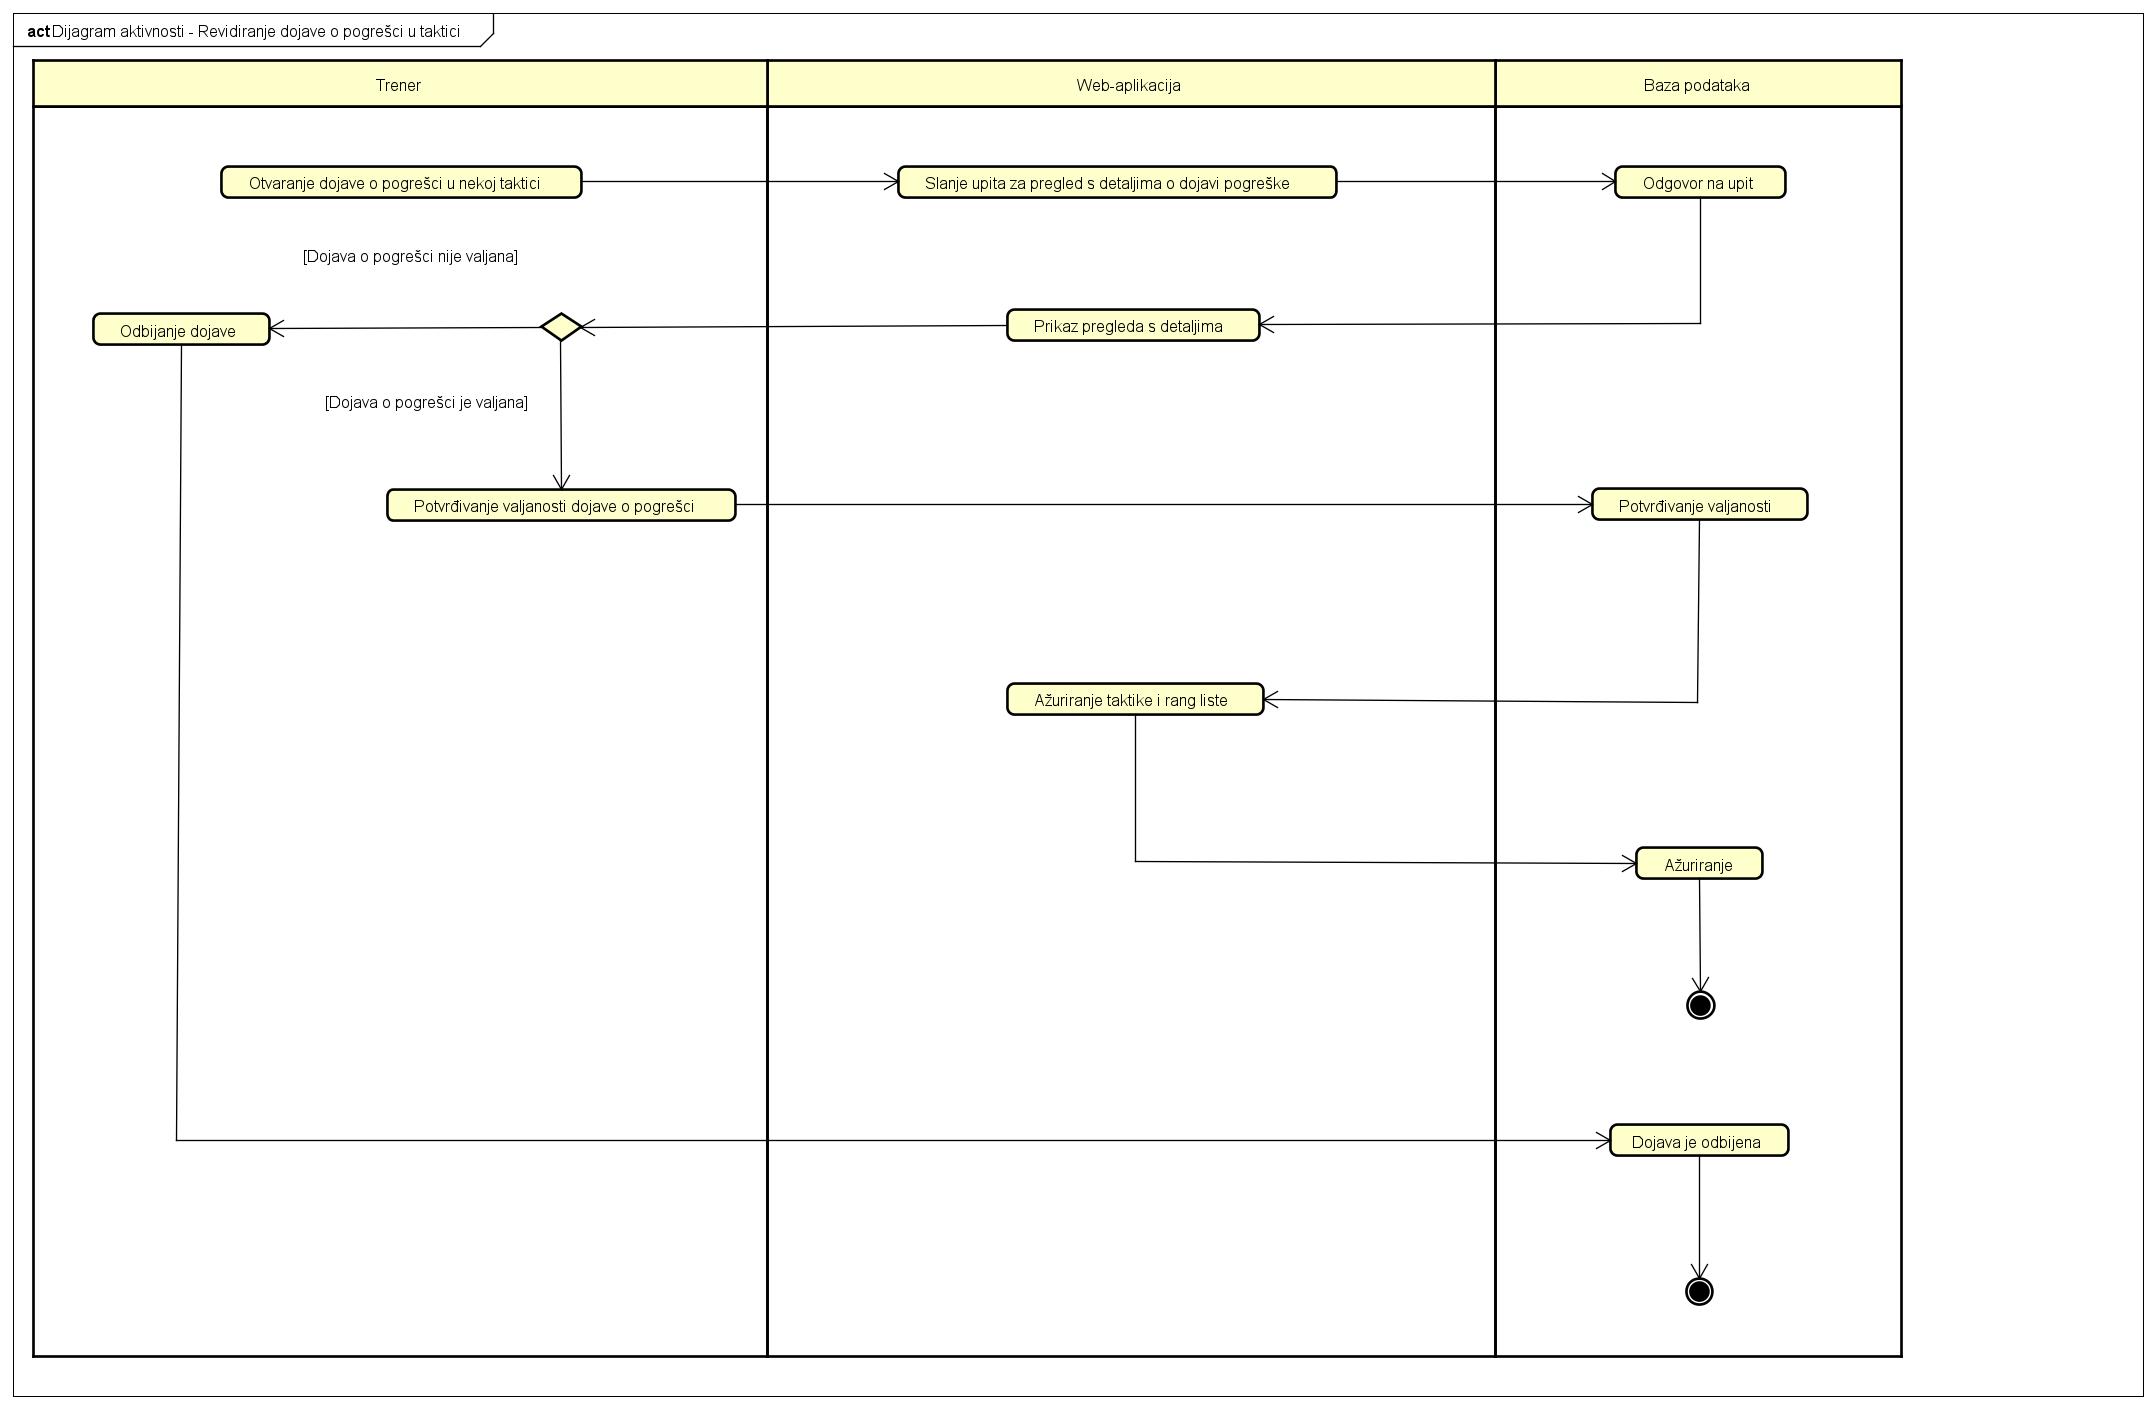 act Dijagram aktivnosti - Revidiranje dojave o pogrešci u taktici
Trener
Web-aplikacija
Baza podataka
Otvaranje dojave o pogrešci u nekoj taktici
Slanje upita za pregled s detaljima o dojavi pogreške
Odgovor na upit
[Dojava o pogrešci nije valjana]
Odbijanje dojave
Prikaz pregleda s detaljima
[Dojava o pogrešci je valjana]
Potvrđivanje valjanosti dojave o pogrešci
Potvrđivanje valjanosti
Ažuriranje taktike i rang liste
Ažuriranje
Dojava je odbijena